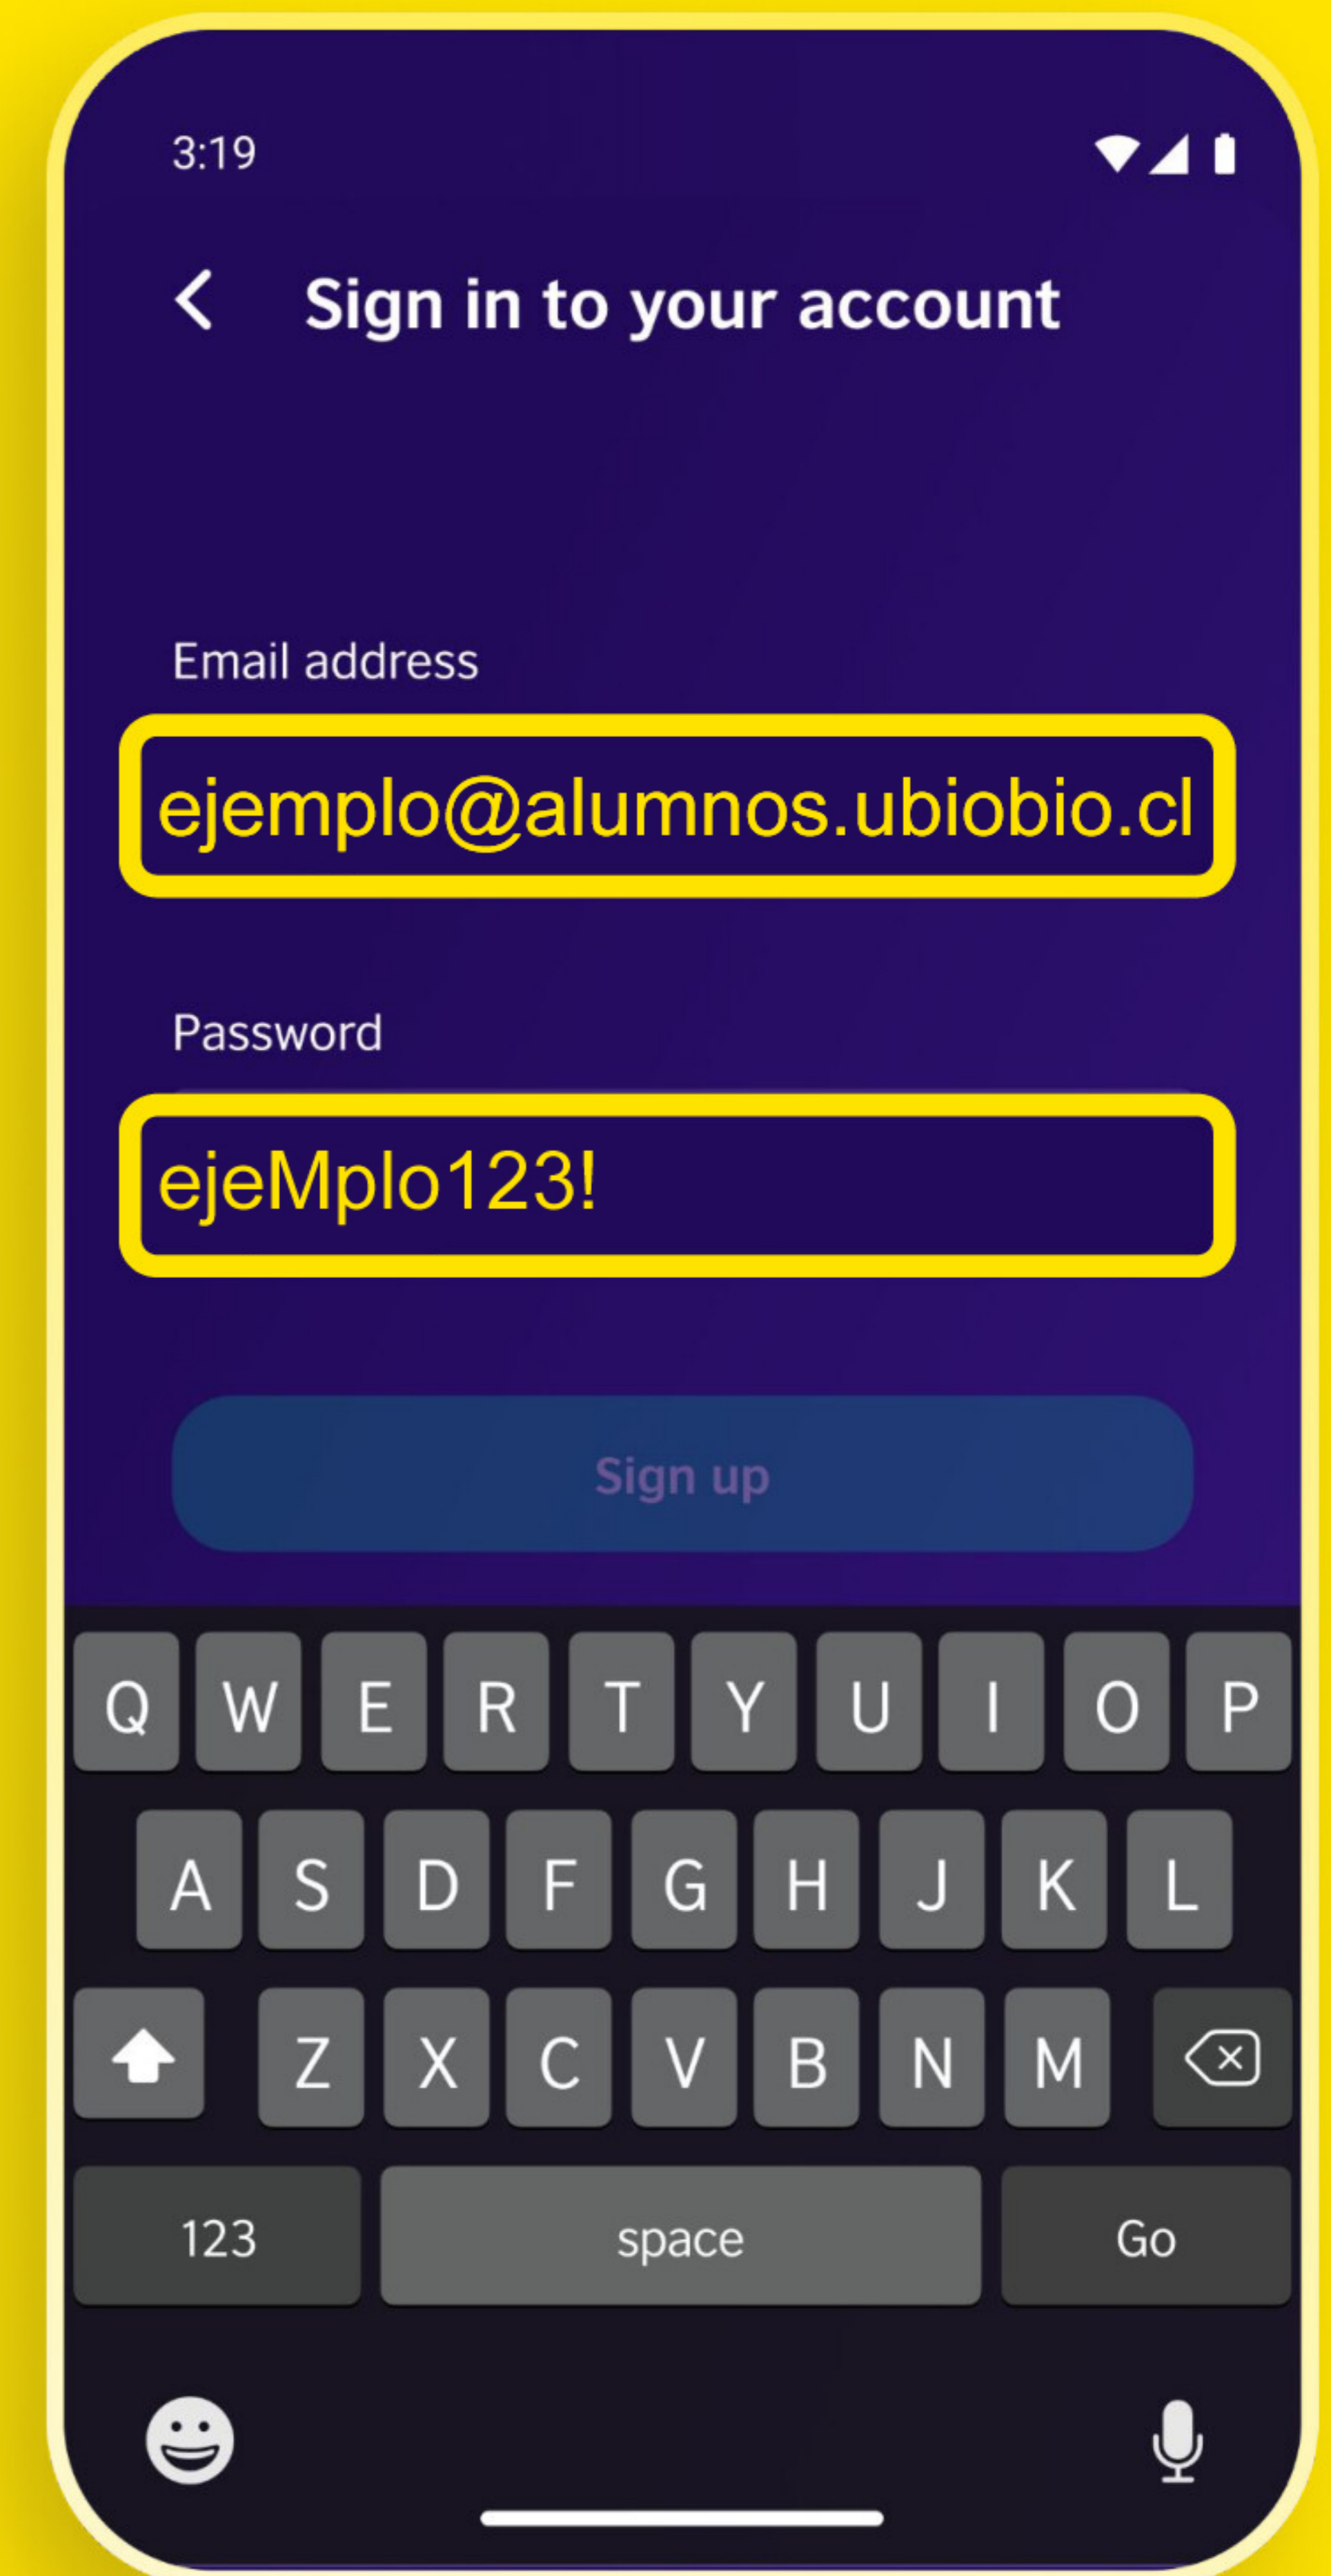 3:19
Sign in to your account
Email address
ejemplo@alumnos.ubiobio.cl
Password
ejeMplo123!
Sign up
Q W E R T Y U I O P
A S D F G H J K L
Z X C V B N M
123 space Go